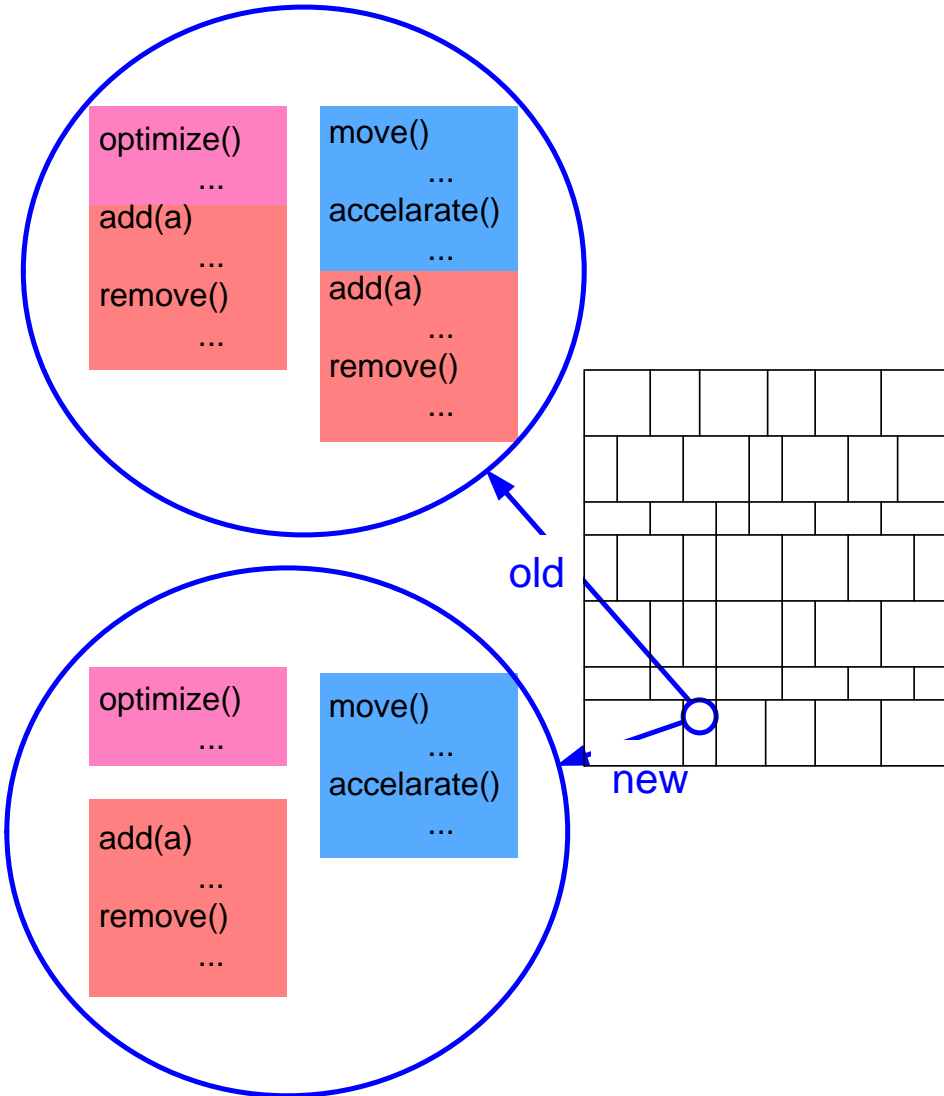 optimize()
...
add(a)
...
remove()
...
move()
...
accelarate()
...
add(a)
...
remove()
...
old
optimize()
...
add(a)
...
remove()
...
move()
...
accelarate()
...
new